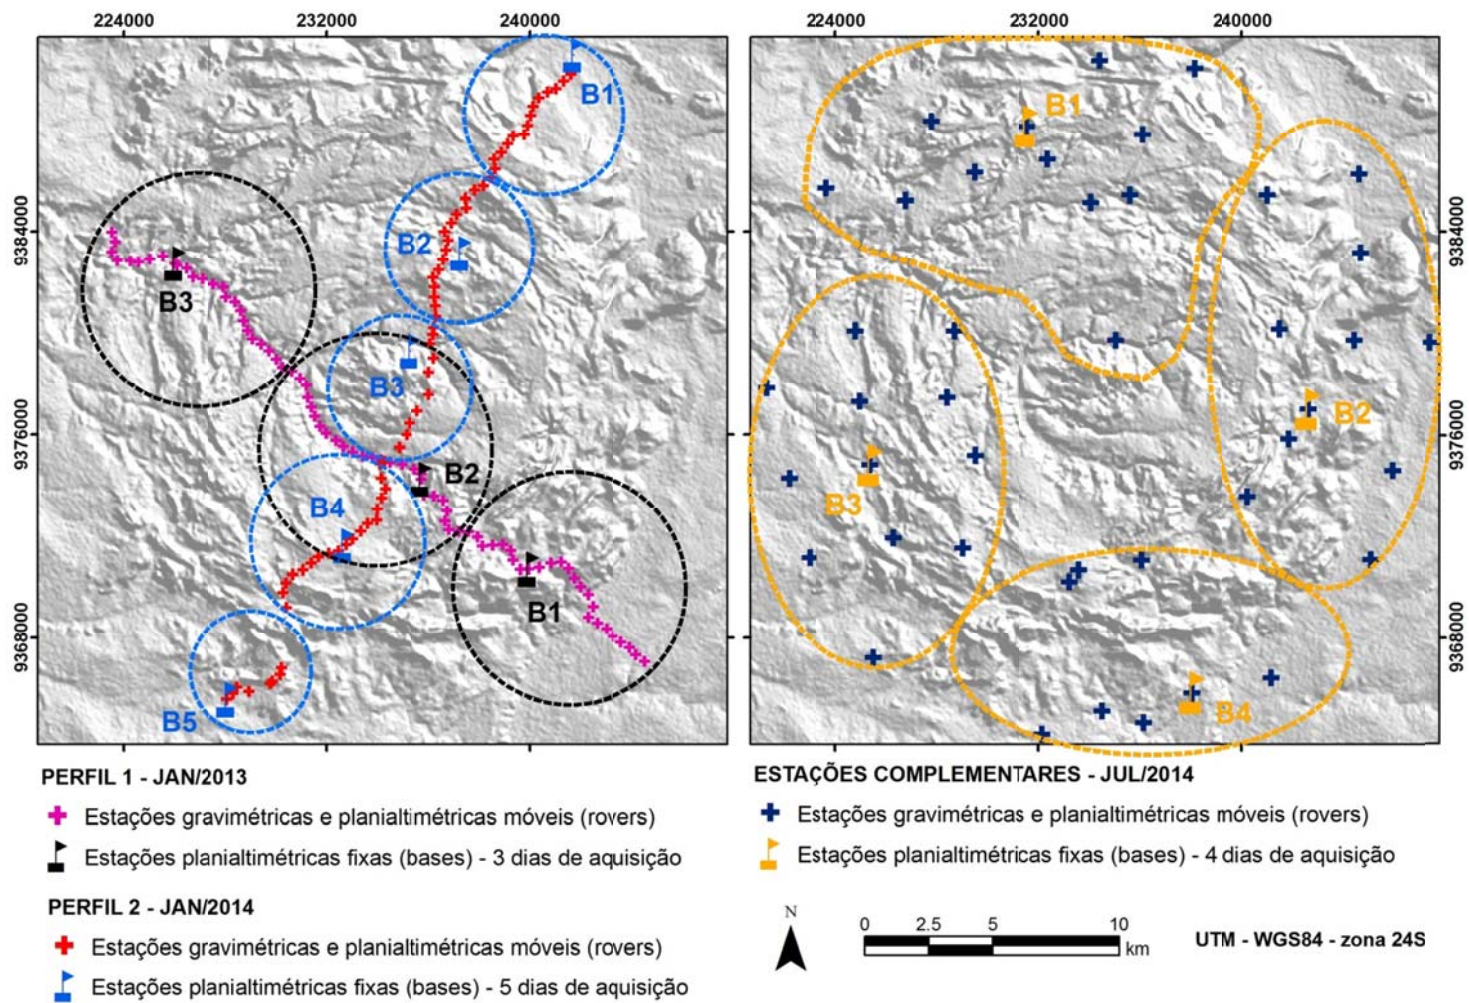 224000 232000 240000
224000 232000 240000
B1
B2
B3
B3
B2
B4
B1
B5
9384000
9376000
9368000
B1
B2
B3
B4
9384000
9376000
9368000
PERFIL 1 - JAN/2013
Estações gravimétricas e planialtimétricas móveis (rovers)
Estações planialtimétricas fixas (bases) - 3 dias de aquisição
PERFIL 2 - JAN/2014
Estações gravimétricas e planialtimétricas móveis (rovers)
Estações planialtimétricas fixas (bases) - 5 dias de aquisição
ESTAÇÕES COMPLEMENTARES - JUL/2014
Estações gravimétricas e planialtimétricas móveis (rovers)
Estações planialtimétricas fixas (bases) - 4 dias de aquisição
N
0 2.5 5 10
km
UTM - WGS84 - zona 24S